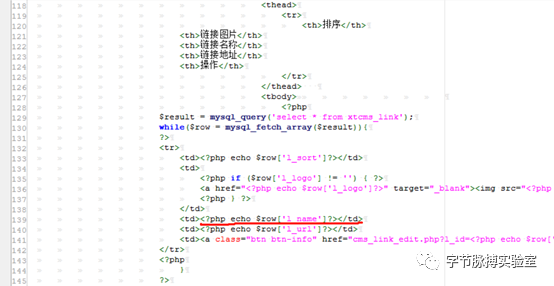 118 <thead>
119 <tr>
120 <th>排序</th>
121 <th>链接图片</th>
122 <th>链接名称</th>
123 <th>链接地址</th>
124 <th>操作</th>
125 </tr>
126 </thead>
127 <tbody>
128 <?php
129 $result = mysql_query('select * from xtcms_link');
130 while($row = mysql_fetch_array($result)){
131 ?>
132 <tr>
133 <td><?php echo $row['l_sort']?></td>
134 <td>
135 <?php if ($row['l_logo'] != '') { ?>
136 <a href="<?php echo $row['l_logo']?>" target="_blank"><img src="<?php
137 <?php } ?>
138 </td>
139 <td><?php echo $row['l_name']?></td>
140 <td><?php echo $row['l_url']?></td>
141 <td><a class="btn btn-info" href="cms_link_edit.php?l_id=<?php echo $row['
142 </tr>
143 <?php
144 }
145 ?>
字节脉搏实验室